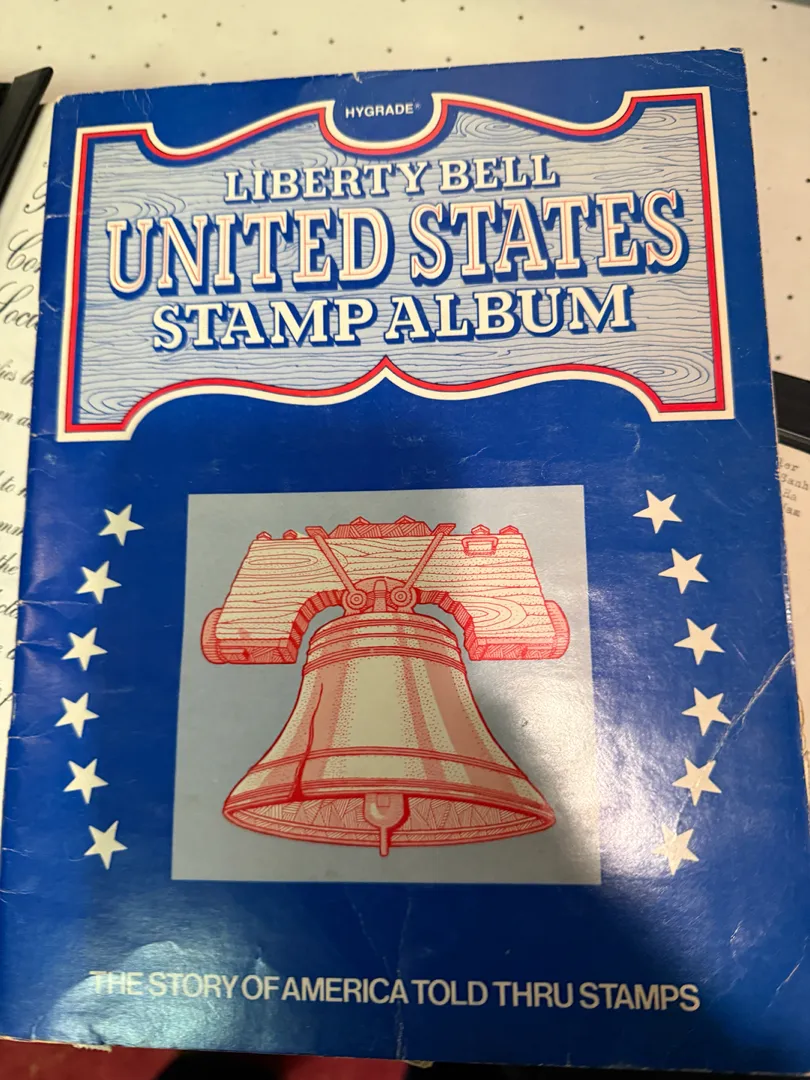 HYGRADE®
LIBERTY BELL
UNITED STATES
STAMP ALBUM
THE STORY OF AMERICA TOLD THRU STAMPS